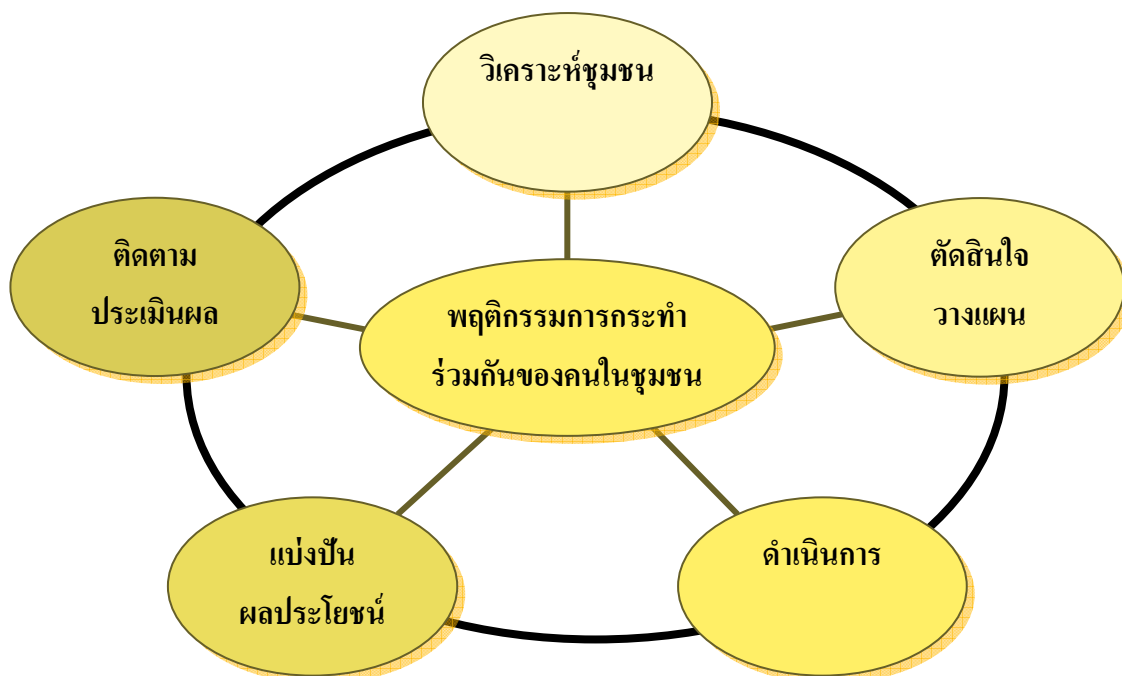 วิเคราะห์ชุมชน
ตัดสินใจ
วางแผน
ดำเนินการ
แบ่งปัน
ผลประโยชน์
ติดตาม
ประเมินผล
พฤติกรรมการกระทำ
ร่วมกันของคนในชุมชน